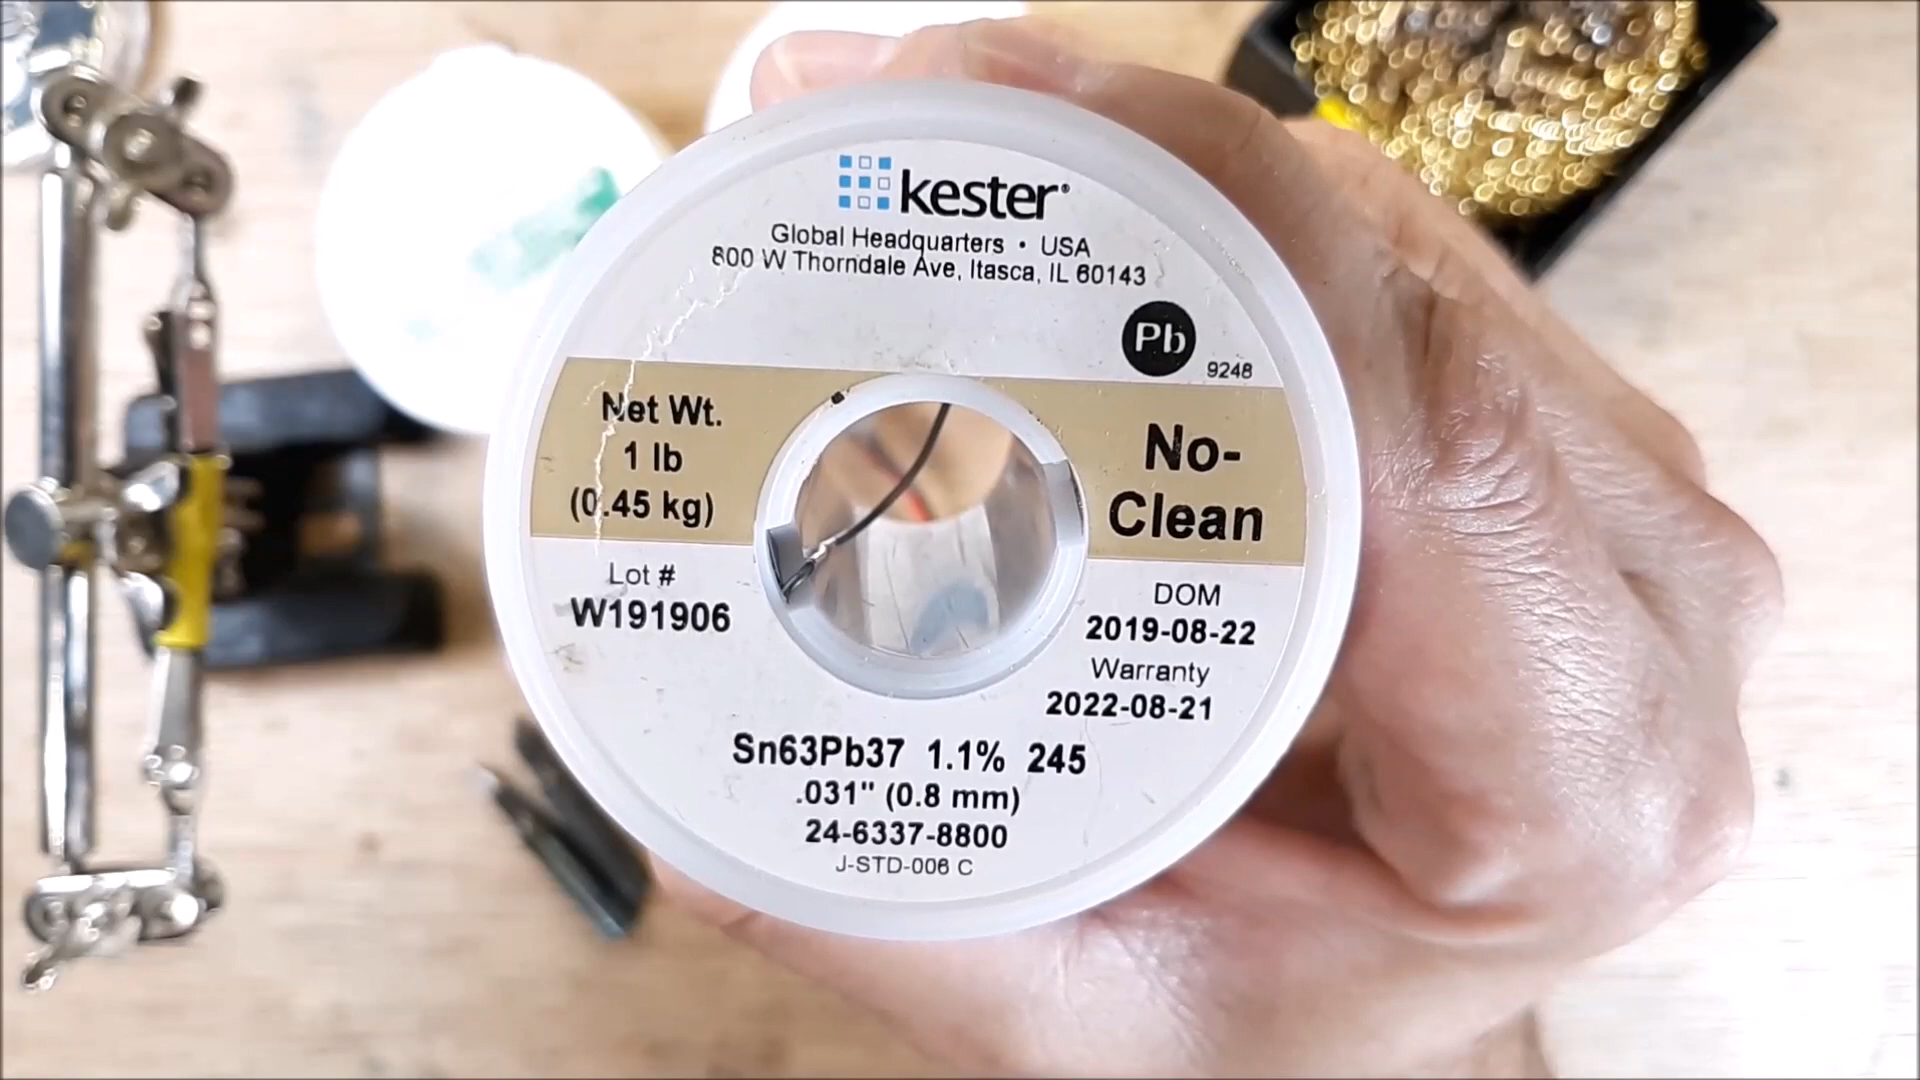 kester®
Global Headquarters • USA
800 W Thorndale Ave, Itasca, IL 60143
Pb
9248
Net Wt.
1 lb
(0.45 kg)
No-
Clean
Lot #
W191906
DOM
2019-08-22
Warranty
2022-08-21
Sn63Pb37 1.1% 245
.031" (0.8 mm)
24-6337-8800
J-STD-006 C